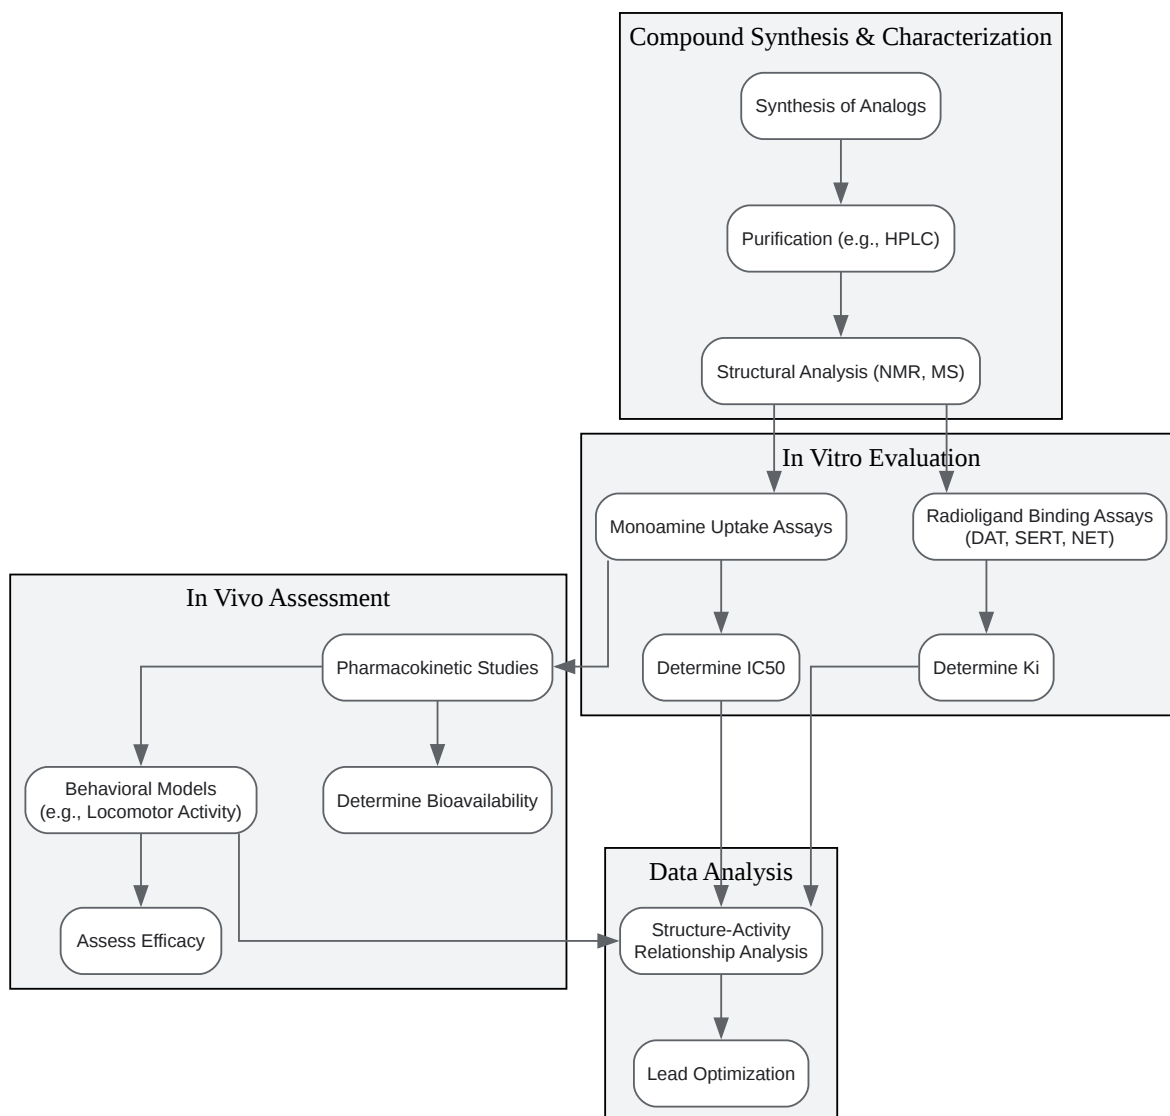 Compound Synthesis & Characterization
Synthesis of Analogs
Purification (e.g., HPLC)
Structural Analysis (NMR, MS)
In Vitro Evaluation
Monoamine Uptake Assays
Radioligand Binding Assays
(DAT, SERT, NET)
In Vivo Assessment
Pharmacokinetic Studies
Determine IC50
Determine Ki
Behavioral Models
(e.g., Locomotor Activity)
Determine Bioavailability
Data Analysis
Assess Efficacy
Structure-Activity
Relationship Analysis
Lead Optimization